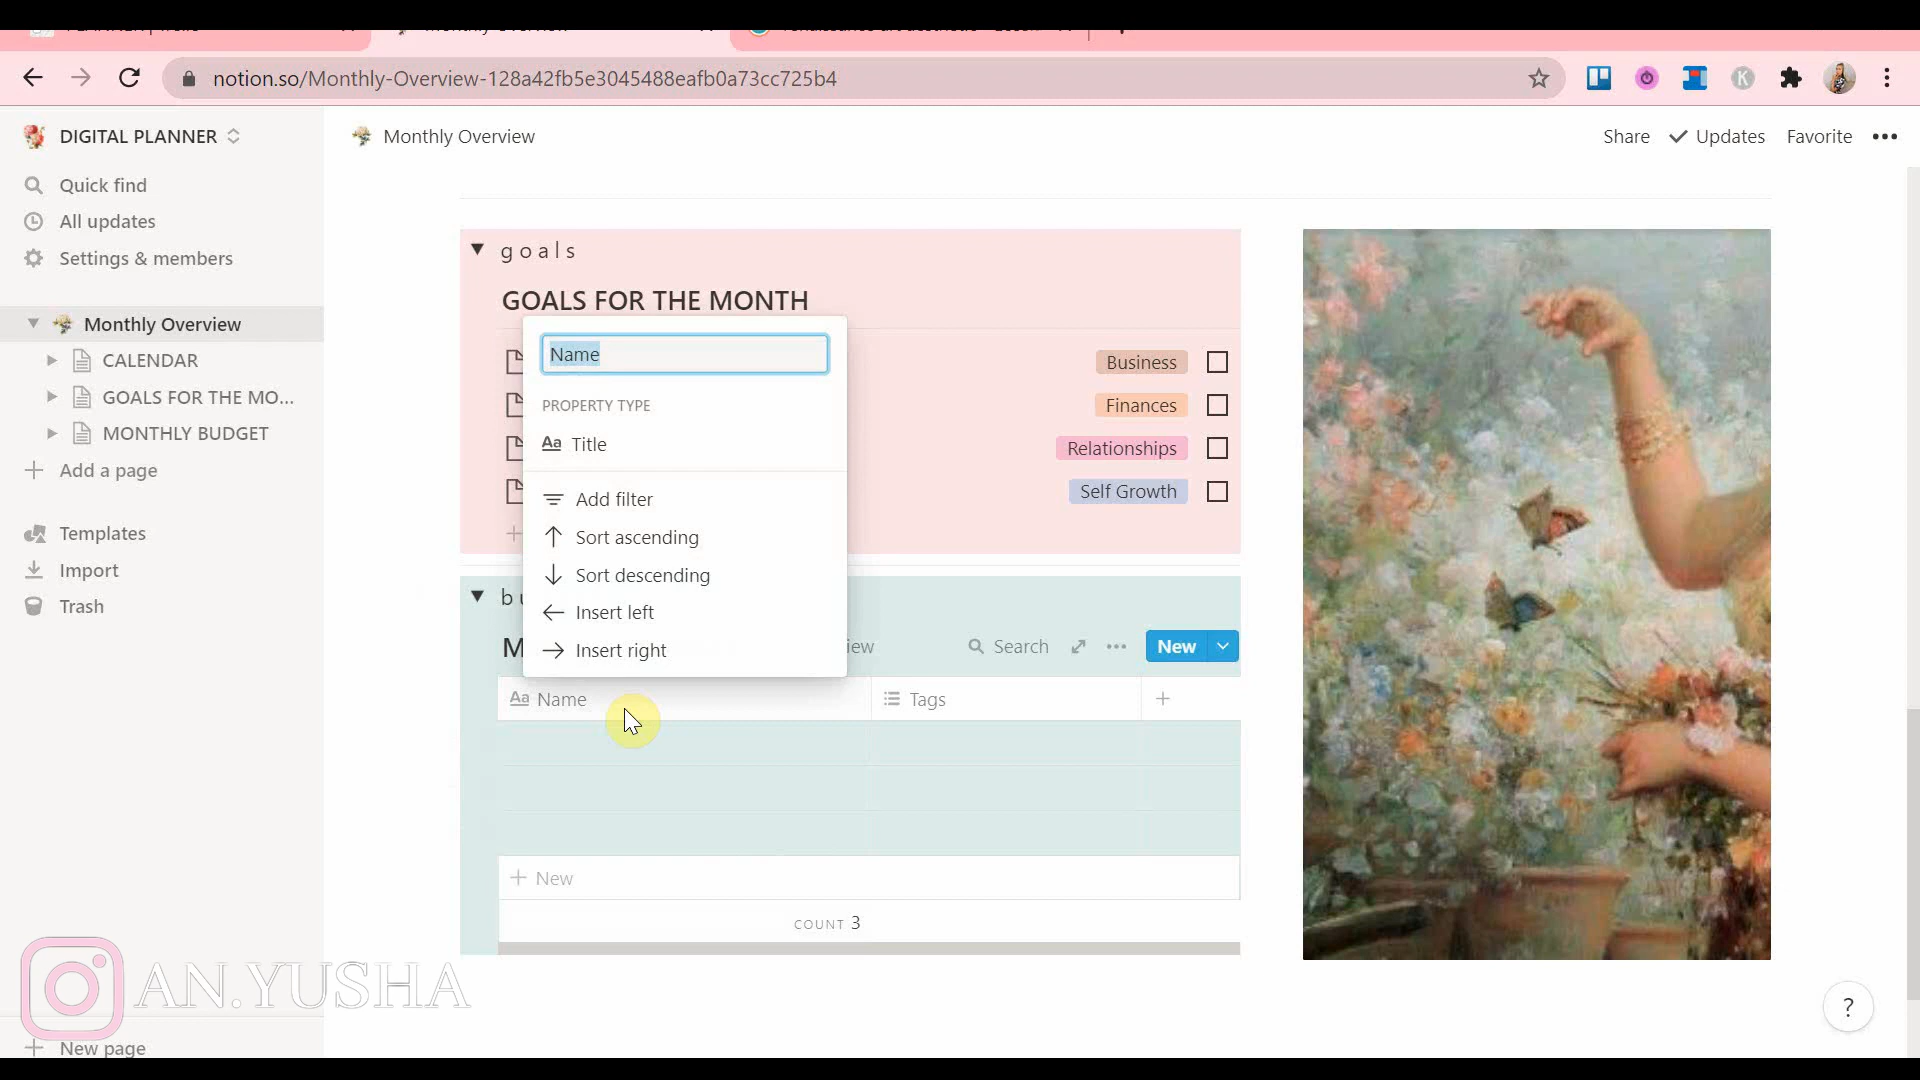 notion.so/Monthly-Overview-128a42fb5e3045488eafb0a73cc725b4
K
DIGITAL PLANNER
Monthly Overview
Share
Updates
Favorite
Quick find
All updates
Settings & members
Monthly Overview
CALENDAR
GOALS FOR THE MO...
MONTHLY BUDGET
Add a page
Templates
Import
Trash
New page
goals
GOALS FOR THE MONTH
Business
Finances
Relationships
Self Growth
Name
PROPERTY TYPE
Aa Title
Add filter
Sort ascending
Sort descending
Insert left
Insert right
Search
New
Aa Name
Tags
+ New
COUNT 3
AN.YUSHA
?